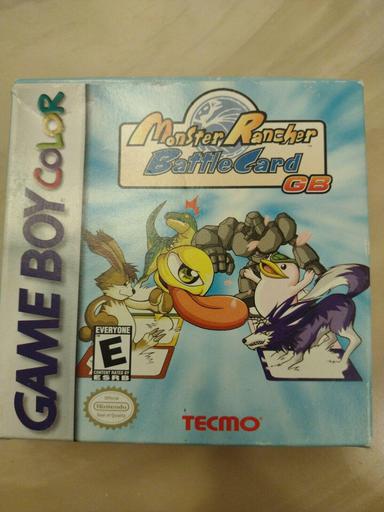 GAME BOY COLOR
Monster Rancher
Battle Card
GB
EVERYONE
E
CONTENT RATED BY
ESRB
Official
Nintendo
Seal of Quality
TECMO